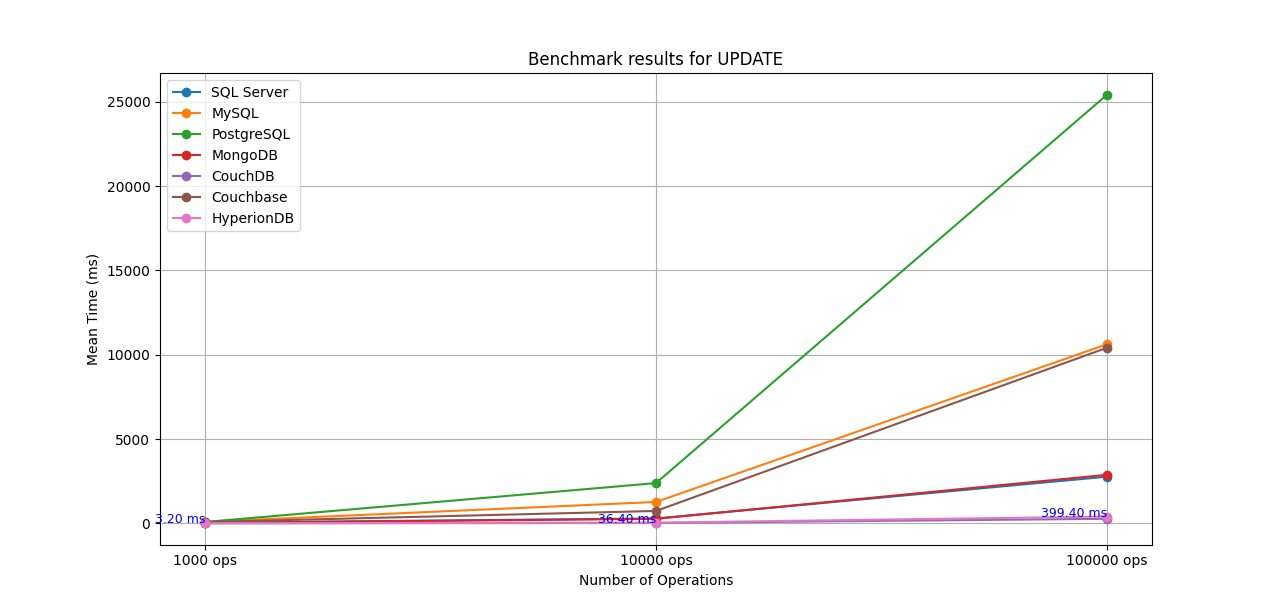 Benchmark results for UPDATE
SQL Server
MySQL
PostgreSQL
MongoDB
CouchDB
Couchbase
HyperionDB
Mean Time (ms)
25000
20000
15000
10000
5000
0
3.20 ms
36.40 ms
399.40 ms
1000 ops
10000 ops
100000 ops
Number of Operations